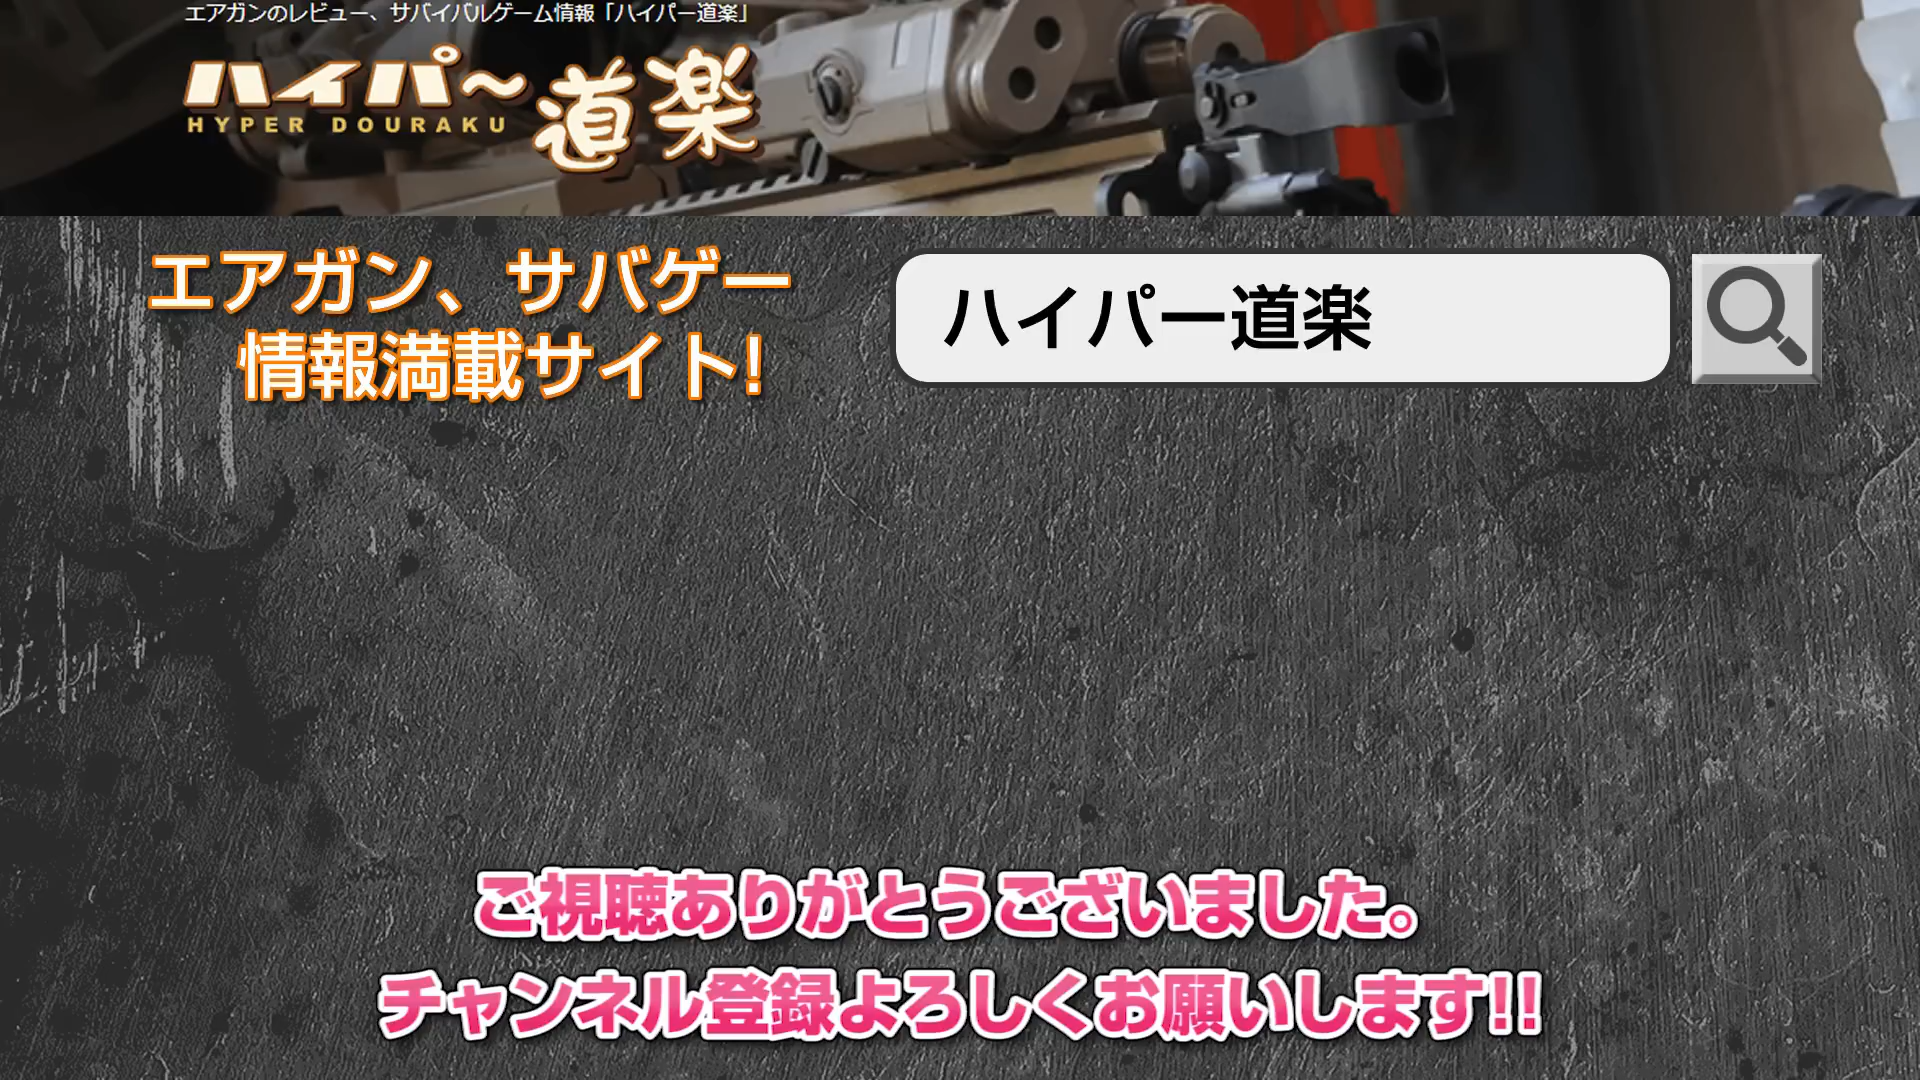 エアガンのレビュー、サバイバルゲーム情報「ハイパー道楽」
ハイパ～道楽
HYPER DOURAKU
エアガン、サバゲー
情報満載サイト!
ハイパー道楽
ご視聴ありがとうございました。
チャンネル登録よろしくお願いします!!